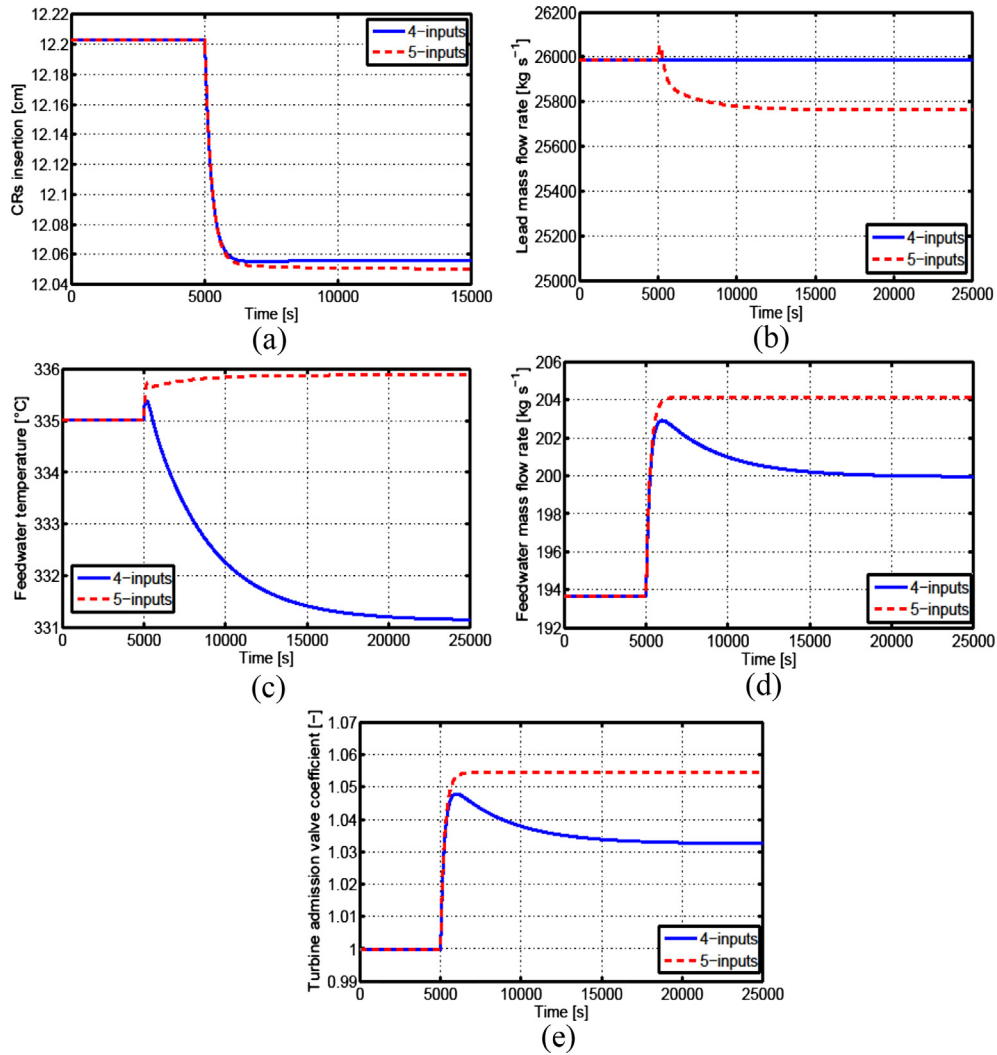 12.22
12.2
12.18
12.16
12.14
12.12
12.1
12.08
12.06
12.04
CRs insertion [cm]
4-inputs
5-inputs
0
5000
10000
15000
Time [s]
(a)
26200
26000
25800
25600
25400
25200
25000
Lead mass flow rate [kg s⁻¹]
4-inputs
5-inputs
0
5000
10000
15000
20000
25000
Time [s]
(b)
336
335
334
333
332
331
Feedwater temperature [°C]
4-inputs
5-inputs
0
5000
10000
15000
20000
25000
Time [s]
(c)
206
204
202
200
198
196
194
192
Feedwater mass flow rate [kg s⁻¹]
4-inputs
5-inputs
0
5000
10000
15000
20000
25000
Time [s]
(d)
1.07
1.06
1.05
1.04
1.03
1.02
1.01
1
0.99
Turbine admission valve coefficient [-]
4-inputs
5-inputs
0
5000
10000
15000
20000
25000
Time [s]
(e)